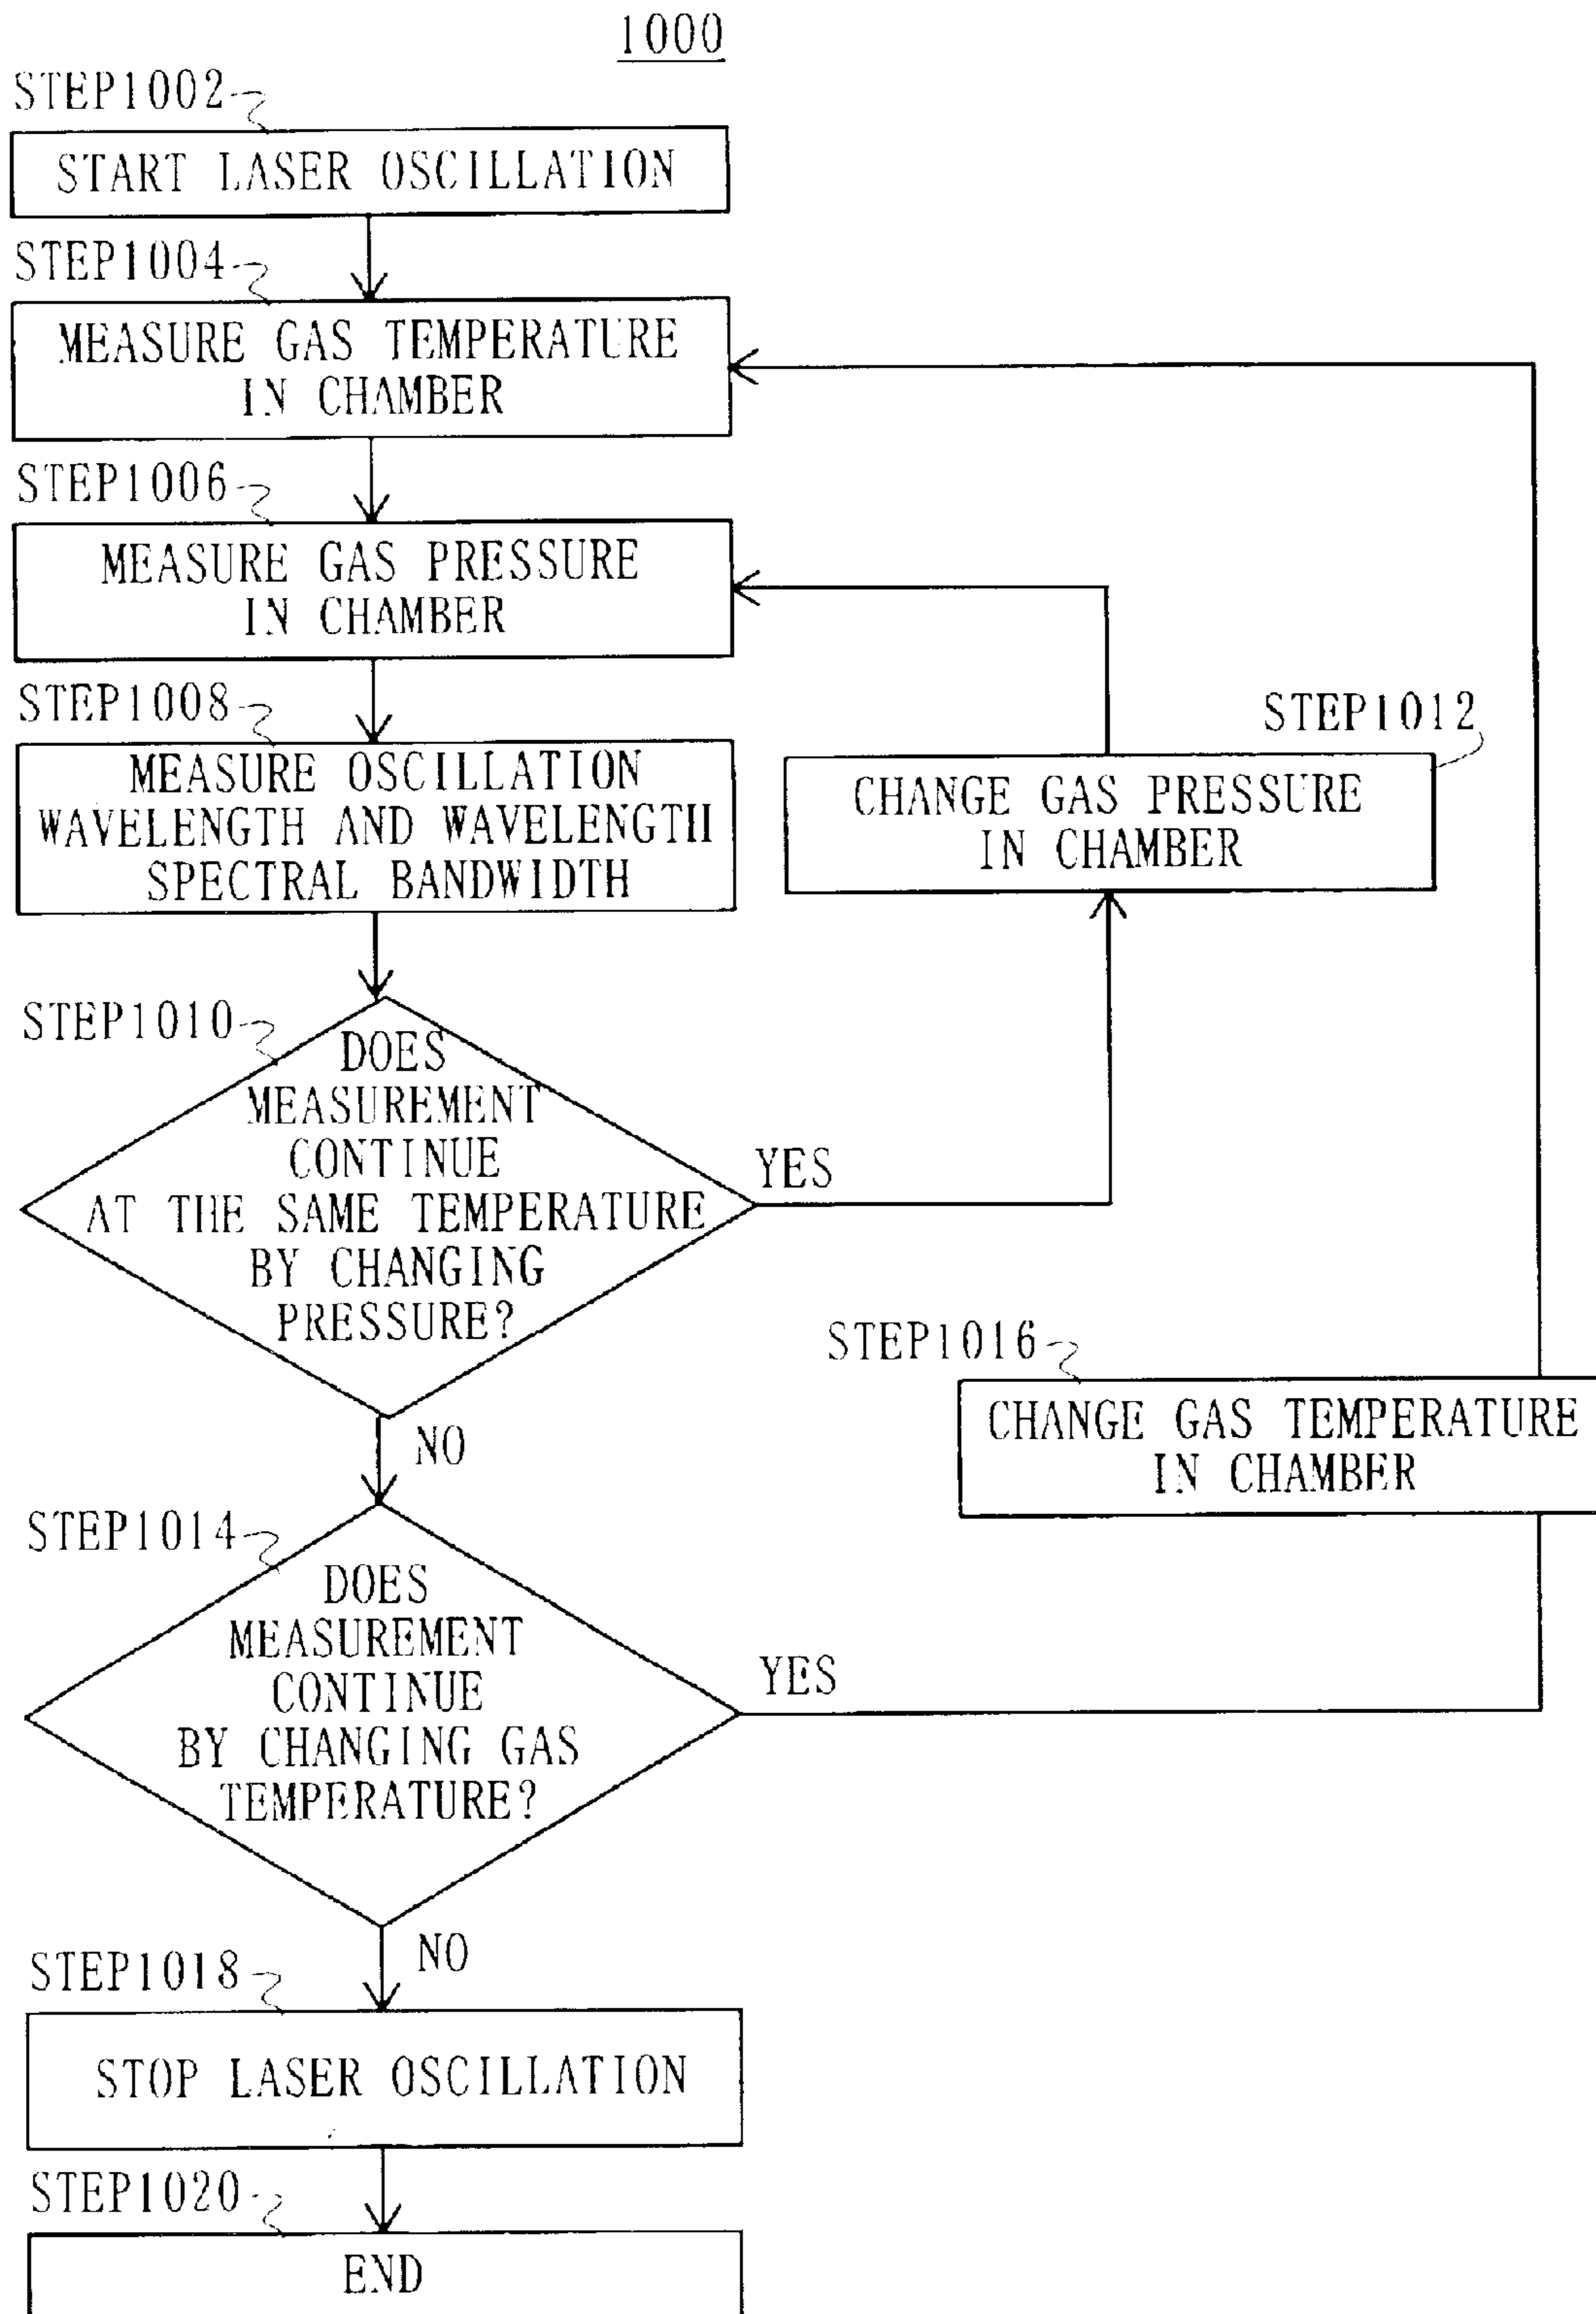 1000
STEP1002
START LASER OSCILLATION
STEP1004
MEASURE GAS TEMPERATURE
IN CHAMBER
STEP1006
MEASURE GAS PRESSURE
IN CHAMBER
STEP1008
MEASURE OSCILLATION
WAVELENGTH AND WAVELENGTH
SPECTRAL BANDWIDTH
STEP1012
CHANGE GAS PRESSURE
IN CHAMBER
STEP1010
DOES
MEASUREMENT
CONTINUE
AT THE SAME TEMPERATURE
BY CHANGING
PRESSURE?
YES
NO
STEP1016
CHANGE GAS TEMPERATURE
IN CHAMBER
STEP1014
DOES
MEASUREMENT
CONTINUE
BY CHANGING GAS
TEMPERATURE?
YES
NO
STEP1018
STOP LASER OSCILLATION
STEP1020
END